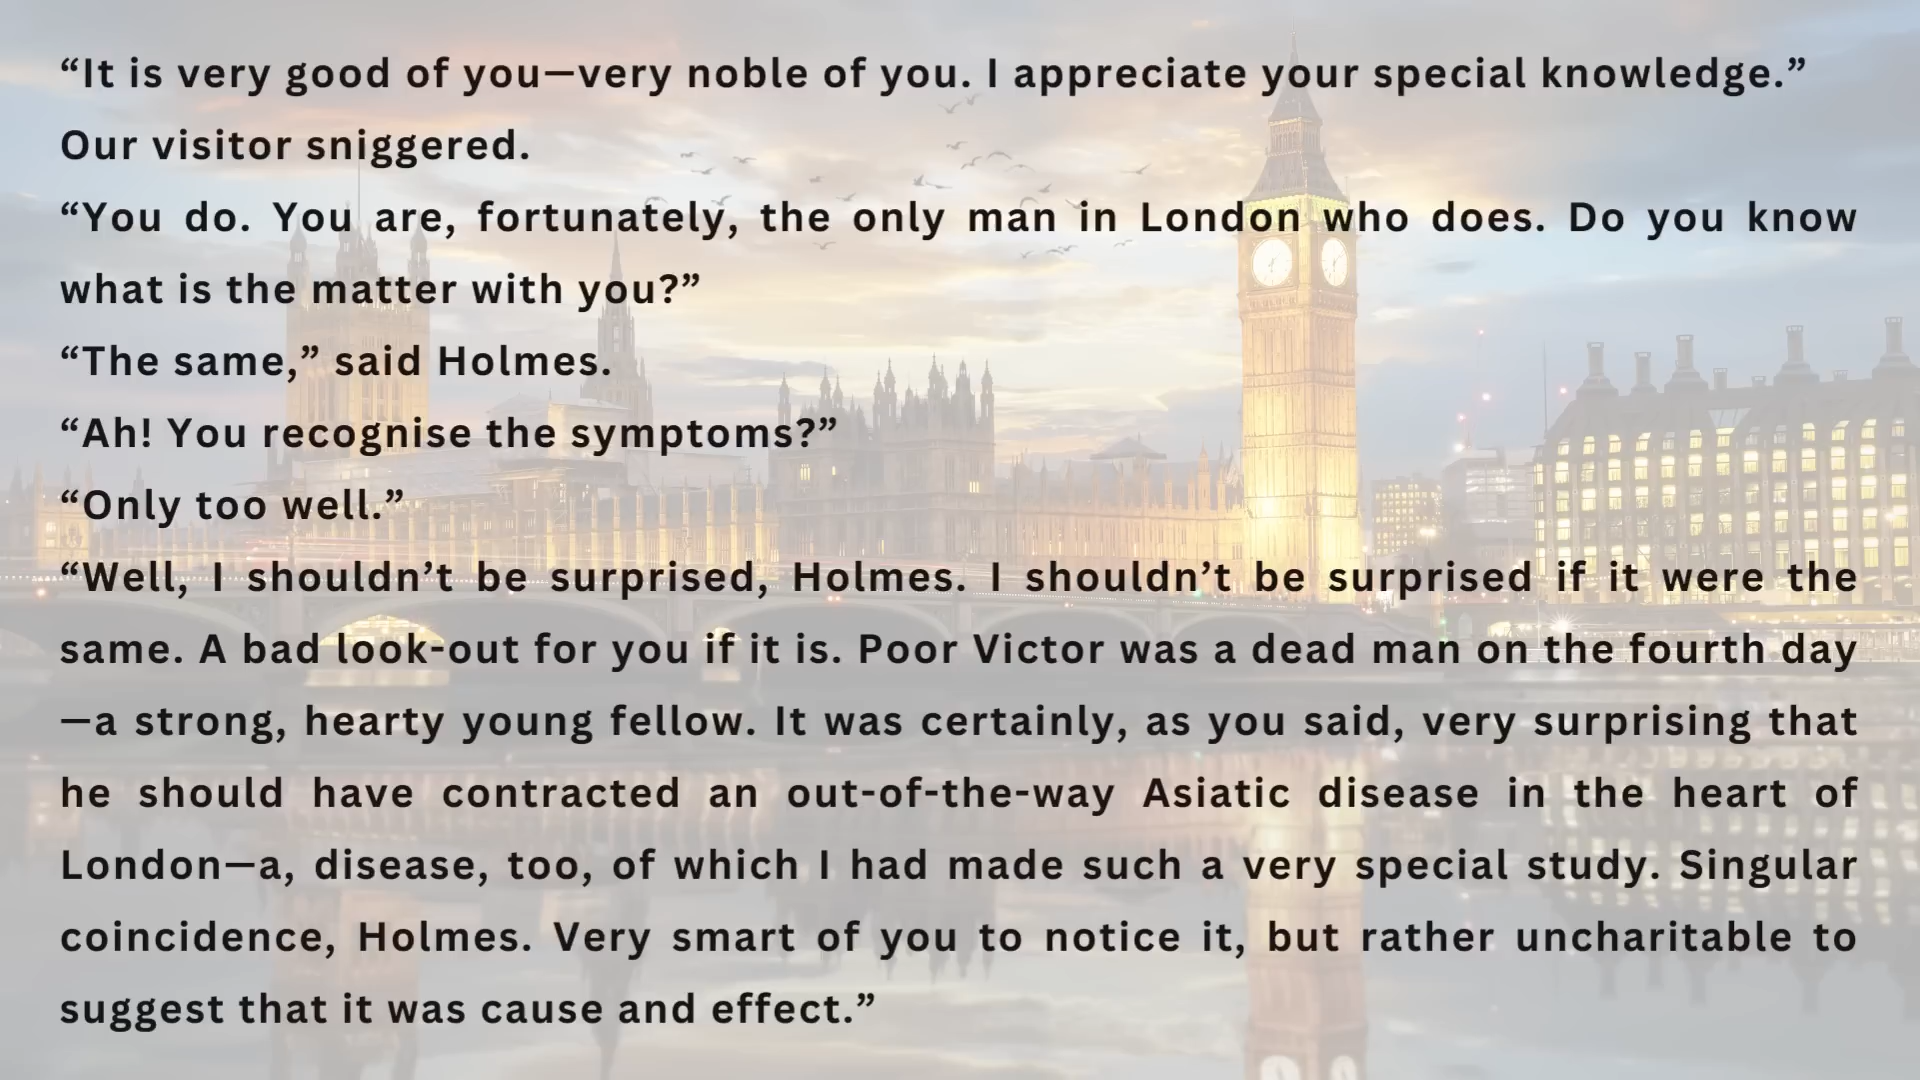 “It is very good of you—very noble of you. I appreciate your special knowledge.”
Our visitor sniggered.
“You do. You are, fortunately, the only man in London who does. Do you know
what is the matter with you?”
“The same,” said Holmes.
“Ah! You recognise the symptoms?”
“Only too well.”
“Well, I shouldn’t be surprised, Holmes. I shouldn’t be surprised if it were the
same. A bad look-out for you if it is. Poor Victor was a dead man on the fourth day
—a strong, hearty young fellow. It was certainly, as you said, very surprising that
he should have contracted an out-of-the-way Asiatic disease in the heart of
London—a, disease, too, of which I had made such a very special study. Singular
coincidence, Holmes. Very smart of you to notice it, but rather uncharitable to
suggest that it was cause and effect.”